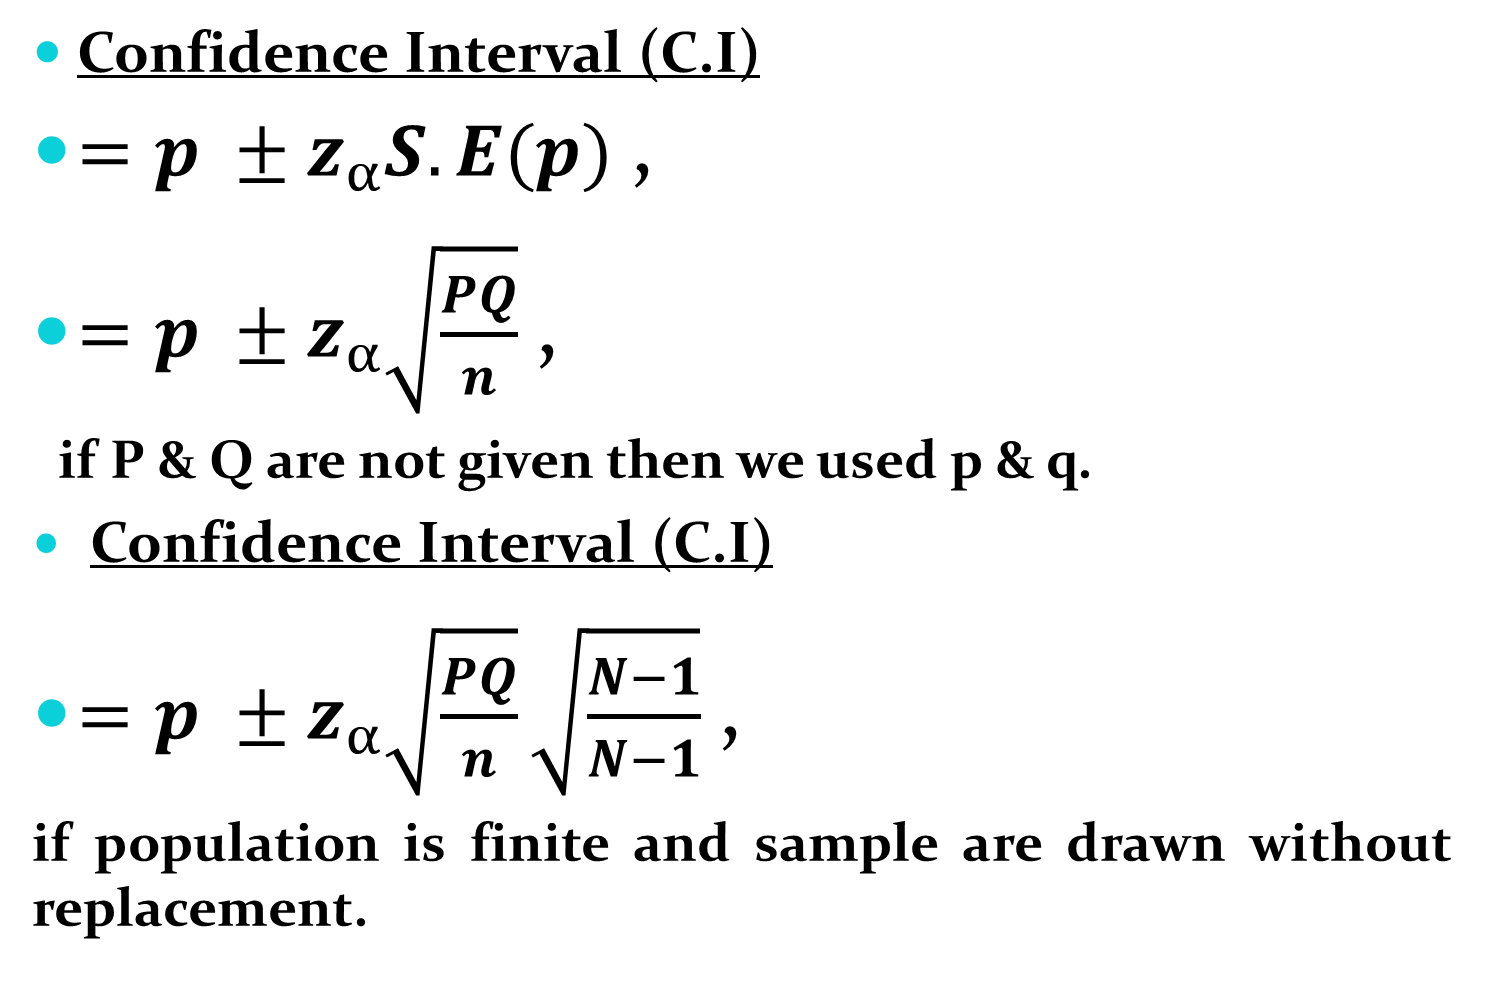 • Confidence Interval (C.I)
• = p ± z_α S.E(p) ,
• = p ± z_α √(PQ/n) ,
if P & Q are not given then we used p & q.
• Confidence Interval (C.I)
• = p ± z_α √(PQ/n) √((N−1)/(N−1)) ,
if population is finite and sample are drawn without
replacement.